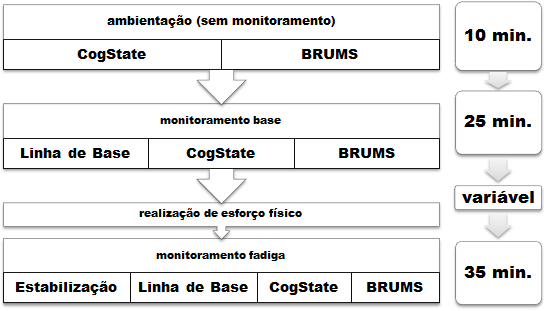 ambientação (sem monitoramento)
CogState BRUMS
10 min.
monitoramento base
Linha de Base CogState BRUMS
25 min.
realização de esforço físico
variável
monitoramento fadiga
Estabilização Linha de Base CogState BRUMS
35 min.